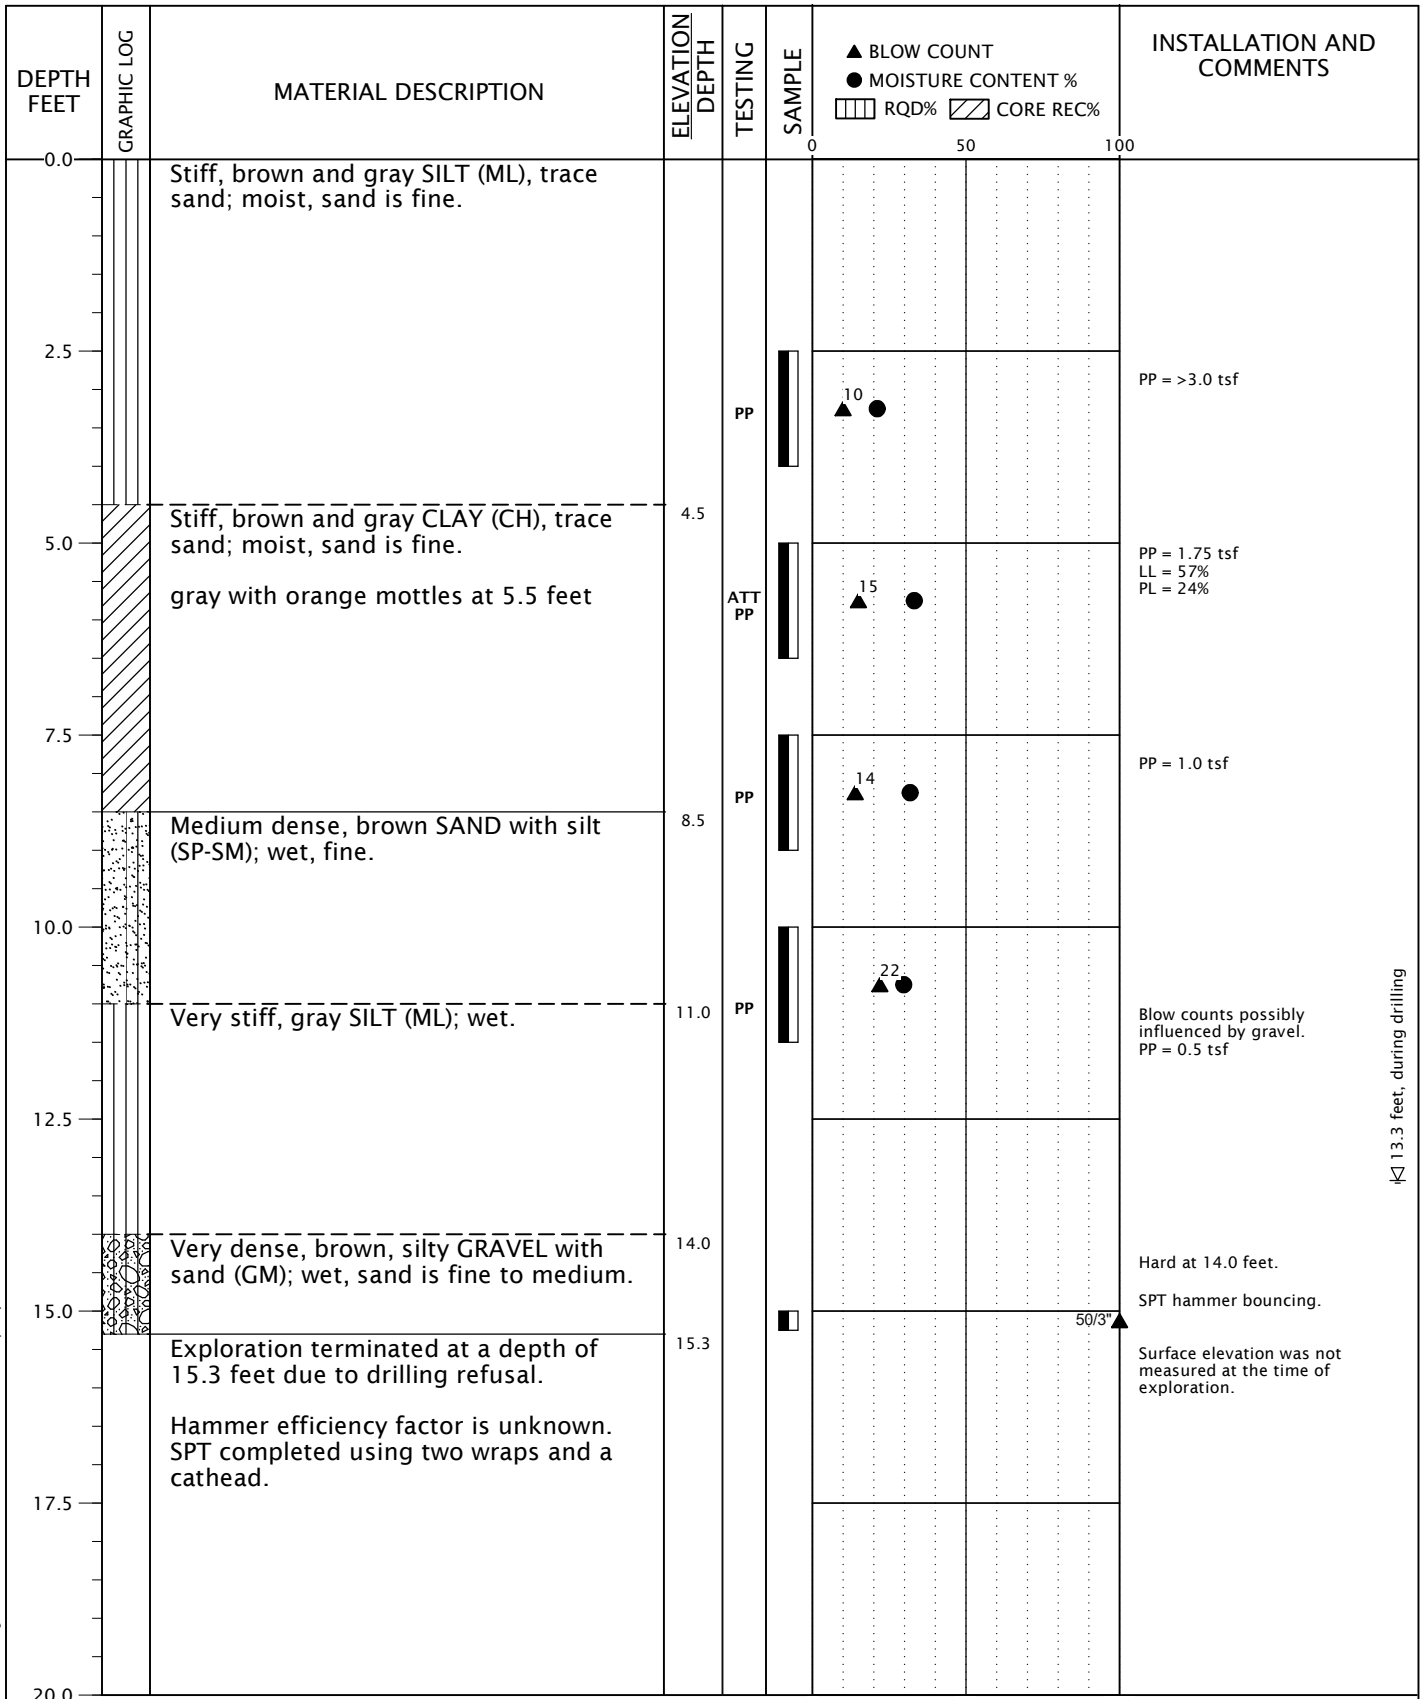 DEPTH
FEET
GRAPHIC LOG
MATERIAL DESCRIPTION
ELEVATION
DEPTH
TESTING
SAMPLE
▲ BLOW COUNT
● MOISTURE CONTENT %
RQD% CORE REC%
0 50 100
INSTALLATION AND
COMMENTS
0.0
Stiff, brown and gray SILT (ML), trace
sand; moist, sand is fine.
2.5
PP
10
PP = >3.0 tsf
Stiff, brown and gray CLAY (CH), trace
sand; moist, sand is fine.
4.5
5.0
gray with orange mottles at 5.5 feet
ATT
PP
15
PP = 1.75 tsf
LL = 57%
PL = 24%
7.5
PP
14
PP = 1.0 tsf
Medium dense, brown SAND with silt
(SP-SM); wet, fine.
8.5
10.0
22
Very stiff, gray SILT (ML); wet.
11.0
PP
Blow counts possibly
influenced by gravel.
PP = 0.5 tsf
13.3 feet, during drilling
12.5
Very dense, brown, silty GRAVEL with
sand (GM); wet, sand is fine to medium.
14.0
Hard at 14.0 feet.
SPT hammer bouncing.
15.0
50/3"
Exploration terminated at a depth of
15.3 feet due to drilling refusal.
15.3
Surface elevation was not
measured at the time of
exploration.
Hammer efficiency factor is unknown.
SPT completed using two wraps and a
cathead.
17.5
20.0